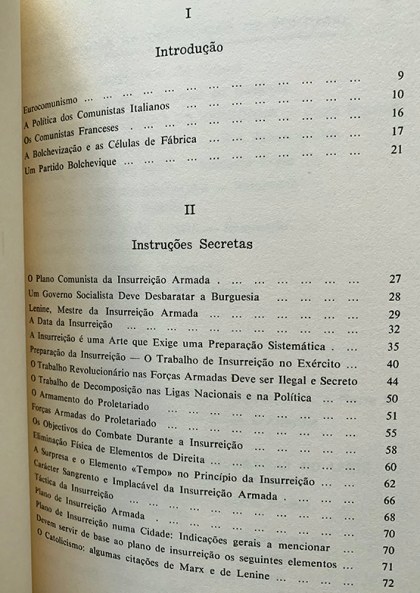 I
Introdução
Eurocomunismo ... ... ... ... ... ... ... ... ... ... 9
A Política dos Comunistas Italianos ... ... ... ... ... ... 10
Os Comunistas Franceses . ... ... ... ... ... ... ... ... 16
A Bolchevização e as Células de Fábrica ... ... ... ... ... 17
Um Partido Bolchevique ... ... ... ... ... ... ... ... 21
II
Instruções Secretas
O Plano Comunista da Insurreição Armada . ... ... ... ... ... 27
Um Governo Socialista Deve Desbaratar a Burguesia ... ... ... ... 28
Lenine, Mestre da Insurreição Armada ... ... ... ... ... ... 29
A Data da Insurreição ... ... ... ... ... ... ... ... 32
A Insurreição é uma Arte que Exige uma Preparação Sistemática . ... 35
Preparação da Insurreição — O Trabalho de Insurreição no Exército ... 40
O Trabalho Revolucionário nas Forças Armadas Deve ser Ilegal e Secreto 44
O Trabalho de Decomposição nas Ligas Nacionais e na Política ... ... 50
O Armamento do Proletariado ... ... ... ... ... ... ... 51
Forças Armadas do Proletariado ... ... ... ... ... ... ... 55
Os Objectivos do Combate Durante a Insurreição ... ... ... ... 58
Eliminação Física de Elementos de Direita . ... ... ... ... ... 60
A Surpresa e o Elemento «Tempo» no Princípio da Insurreição ... ... 62
Carácter Sangrento e Implacável da Insurreição Armada . ... ... ... 66
Táctica da Insurreição ... ... ... ... ... ... ... ... 68
Plano de Insurreição Armada . ... ... ... ... ... ... ... 70
Plano de Insurreição numa Cidade: Indicações gerais a mencionar ... 70
Devem servir de base ao plano de insurreição os seguintes elementos ... 71
O Catolicismo: algumas citações de Marx e de Lenine ... ... ... ... 72